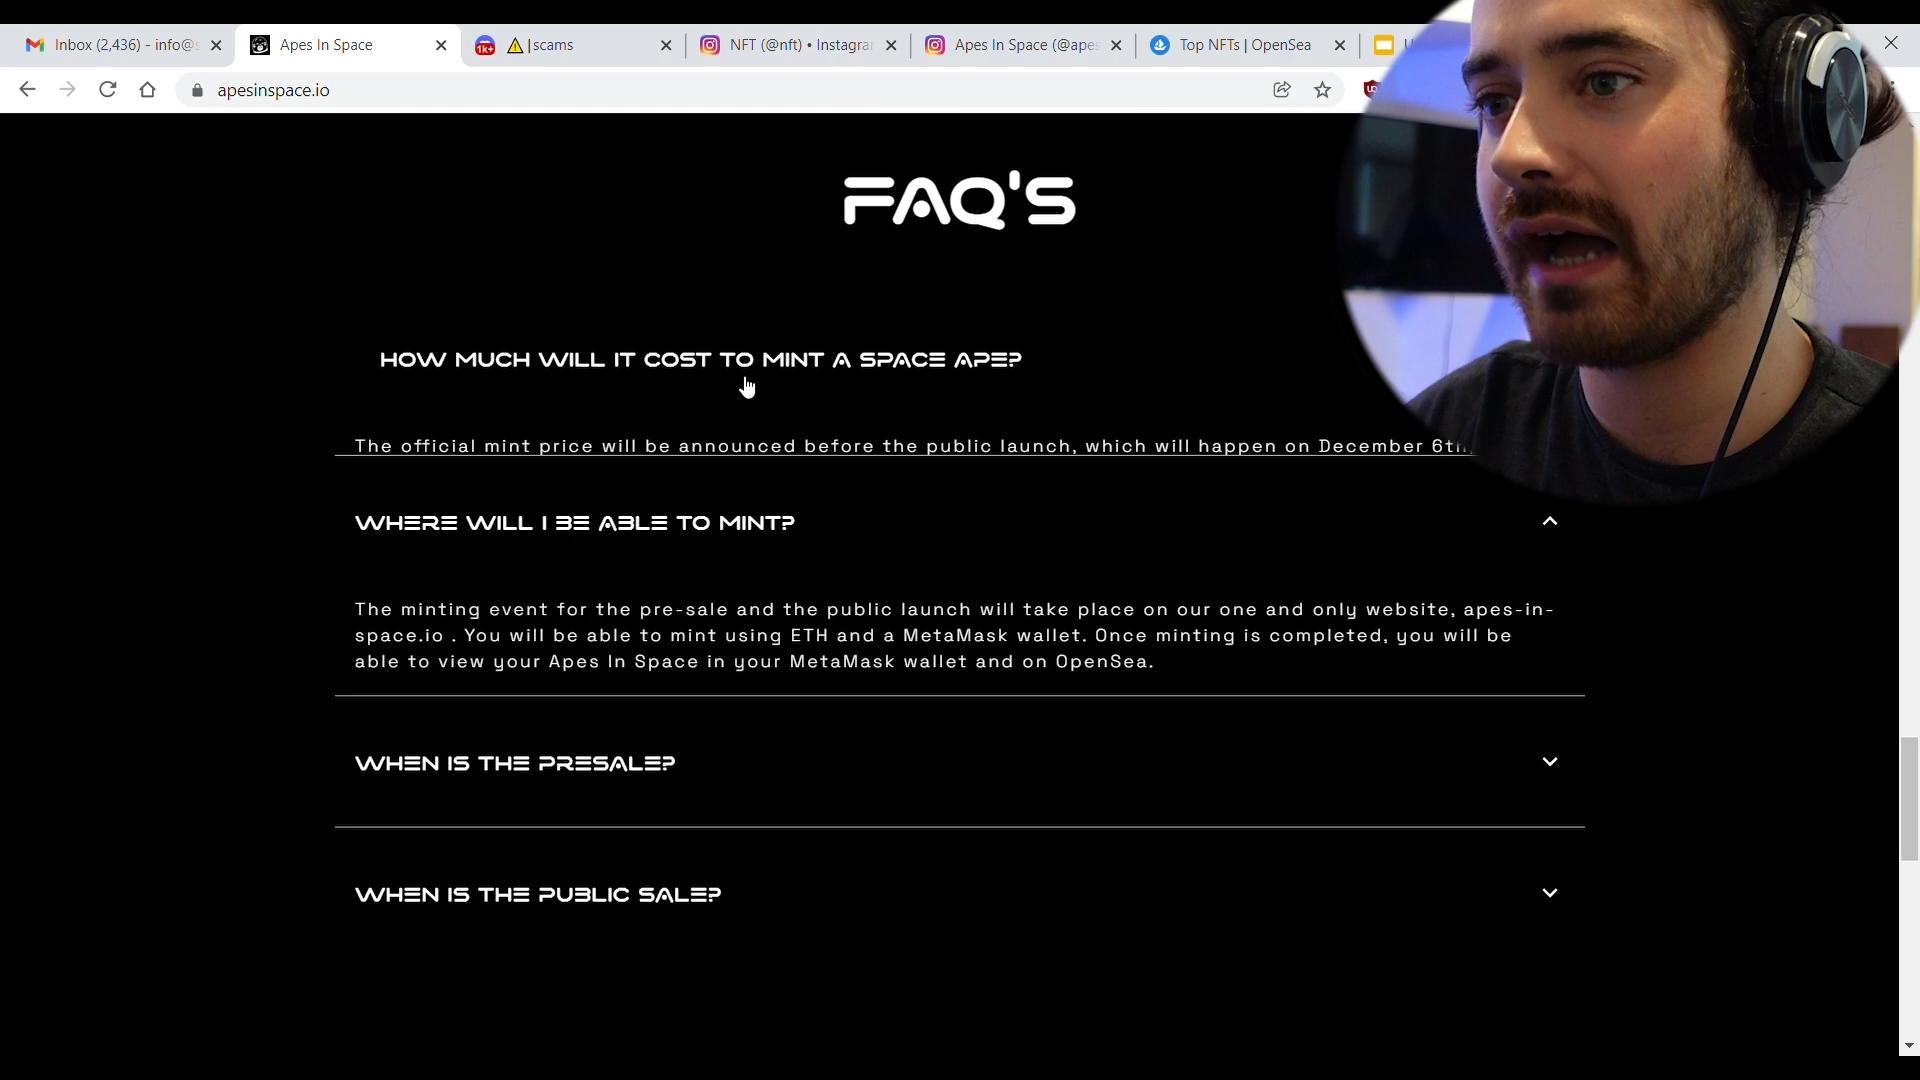 Inbox (2,436) - info@s
Apes In Space
1k+
| scams
NFT (@nft) • Instagra
Apes In Space (@apes
Top NFTs | OpenSea
apesinspace.io
FAQ'S
HOW MUCH WILL IT COST TO MINT A SPACE APE?
The official mint price will be announced before the public launch, which will happen on December 6th
WHERE WILL I BE ABLE TO MINT?
The minting event for the pre-sale and the public launch will take place on our one and only website, apes-in-
space.io . You will be able to mint using ETH and a MetaMask wallet. Once minting is completed, you will be
able to view your Apes In Space in your MetaMask wallet and on OpenSea.
WHEN IS THE PRESALE?
WHEN IS THE PUBLIC SALE?